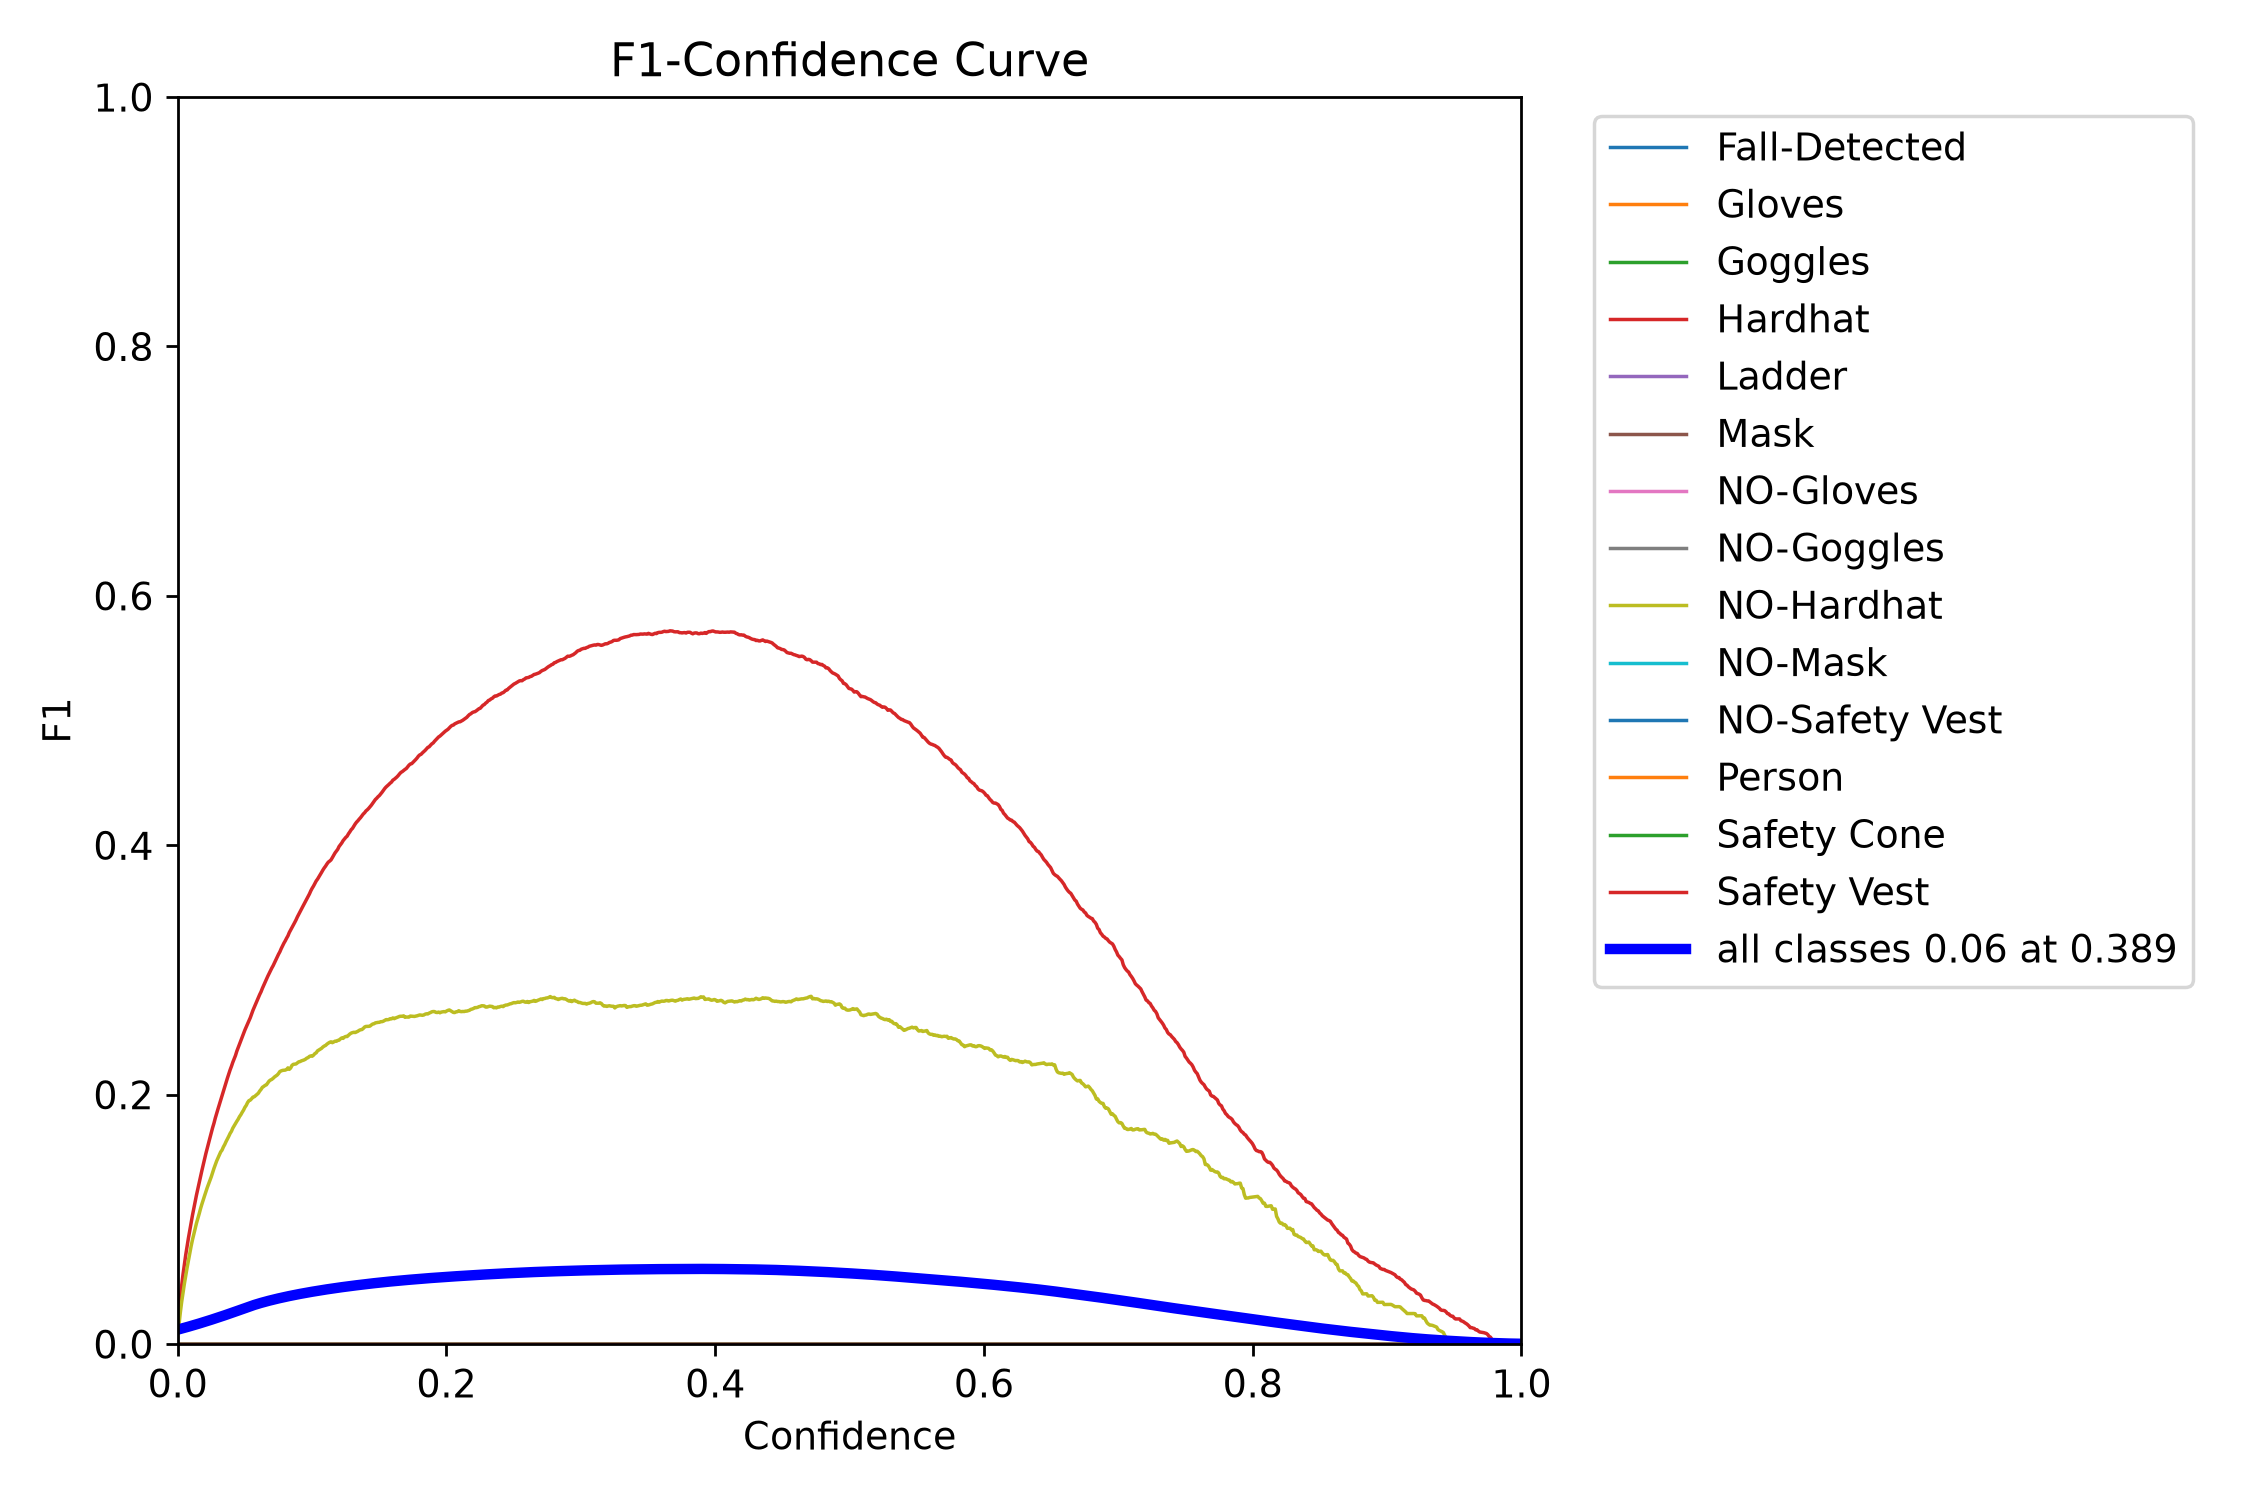 F1-Confidence Curve
1.0
0.8
0.6
0.4
0.2
0.0
F1
0.0 0.2 0.4 0.6 0.8 1.0
Confidence
Fall-Detected
Gloves
Goggles
Hardhat
Ladder
Mask
NO-Gloves
NO-Goggles
NO-Hardhat
NO-Mask
NO-Safety Vest
Person
Safety Cone
Safety Vest
all classes 0.06 at 0.389